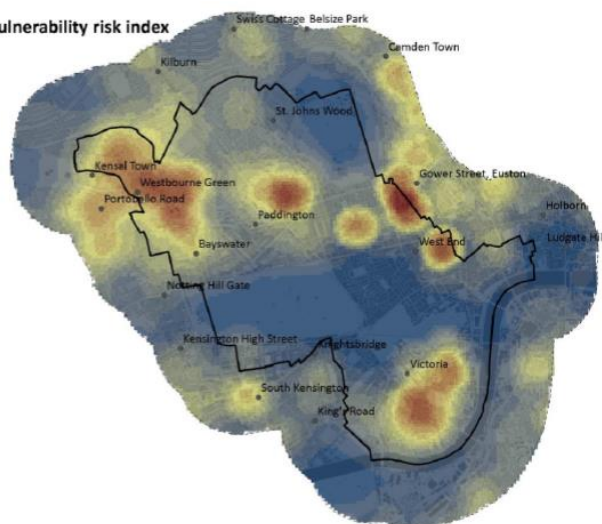 ulnerability risk index
Swiss Cottage
Belsize Park
Camden Town
Kilburn
St. Johns Wood
Kensal Town
Gower Street, Euston
Westbourne Green
Portobello Road
Holborn
Paddington
West End
Ludgate Hil
Bayswater
Notting Hill Gate
Kensington High Street
Knightsbridge
Victoria
South Kensington
King's Road